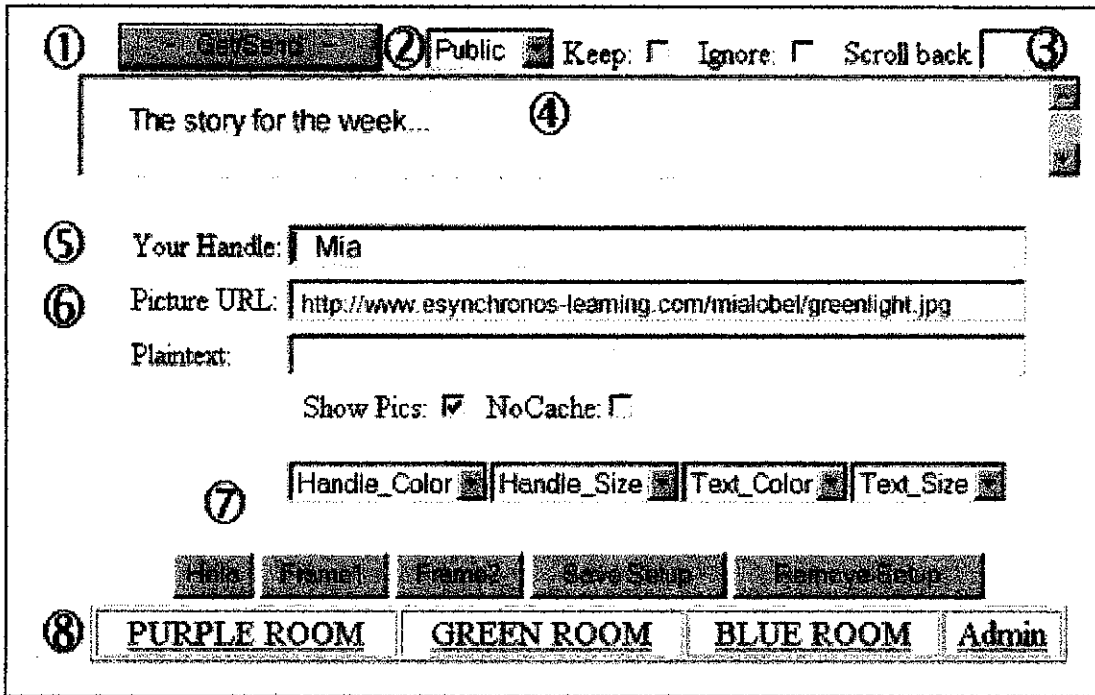 ① Get/Send ② Public Keep: Ignore: Scroll back ③
The story for the week... ④
⑤ Your Handle: Mia
⑥ Picture URL: http://www.esynchronos-learning.com/mialobel/greenlight.jpg
Plaintext:
Show Pics: NoCache:
⑦ Handle_Color Handle_Size Text_Color Text_Size
Help Frame1 Frame2 Save Setup Remove Setup
⑧ PURPLE ROOM GREEN ROOM BLUE ROOM Admin